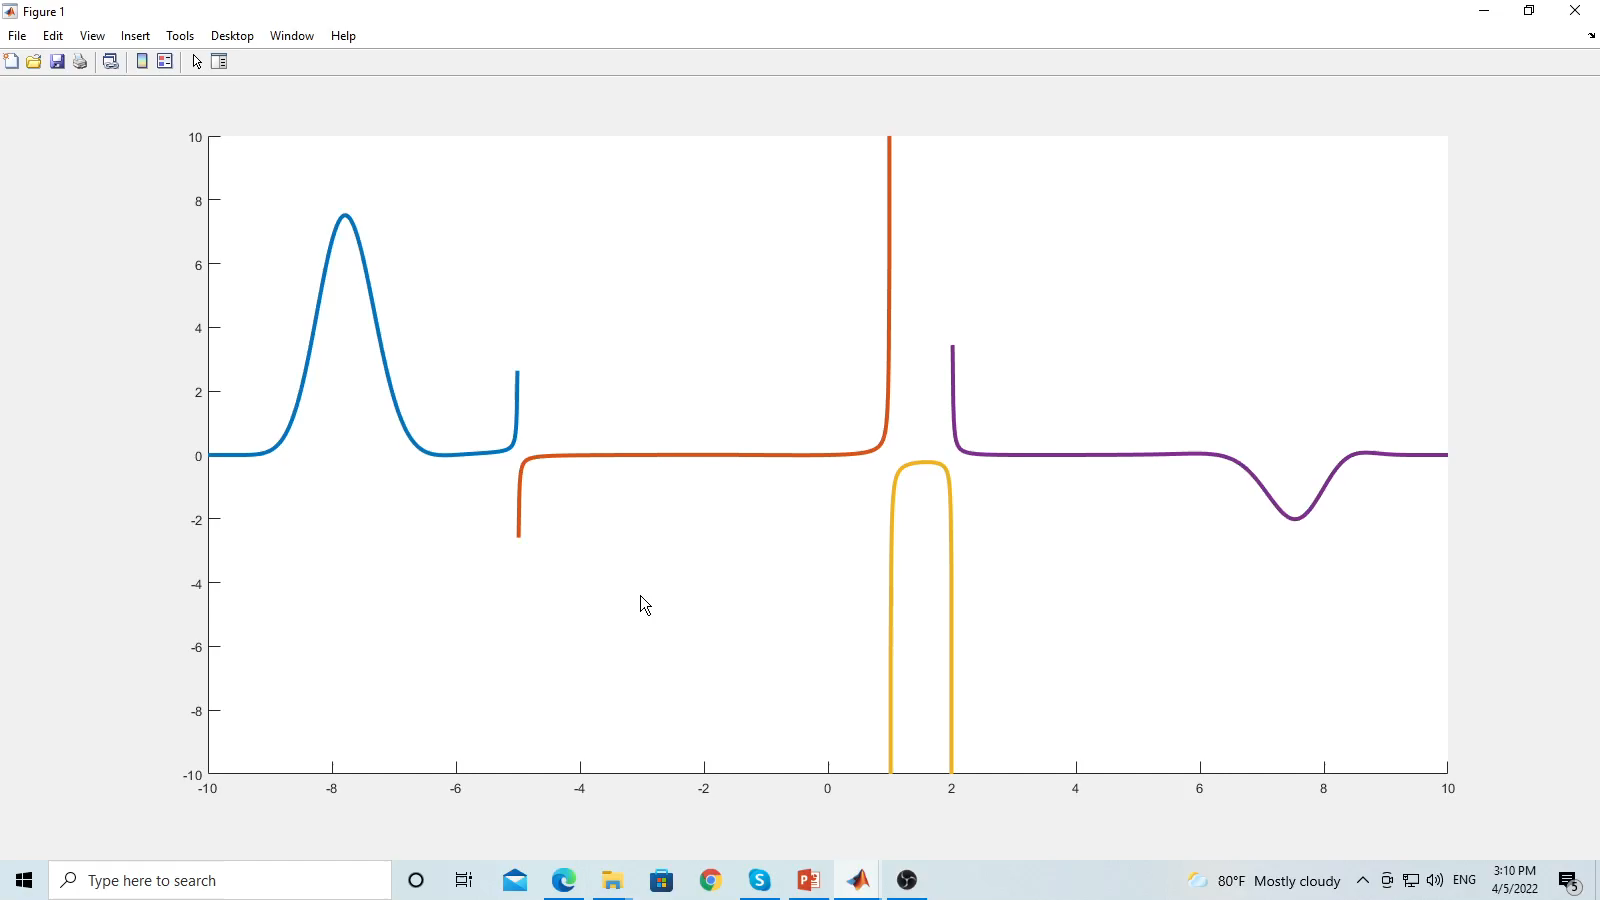 Figure 1
File Edit View Insert Tools Desktop Window Help
10
8
6
4
2
0
-2
-4
-6
-8
-10
-10 -8 -6 -4 -2 0 2 4 6 8 10
Type here to search
80°F Mostly cloudy
ENG
3:10 PM
4/5/2022
5